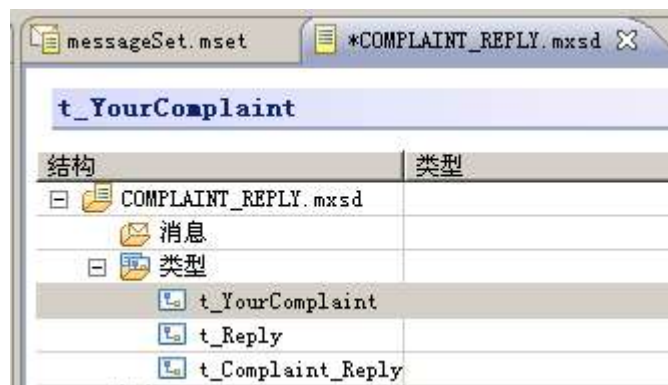 messageSet.mset *COMPLAINT_REPLY.mxsd
t_YourComplaint
结构 类型
COMPLAINT_REPLY.mxsd
消息
类型
t_YourComplaint
t_Reply
t_Complaint_Reply